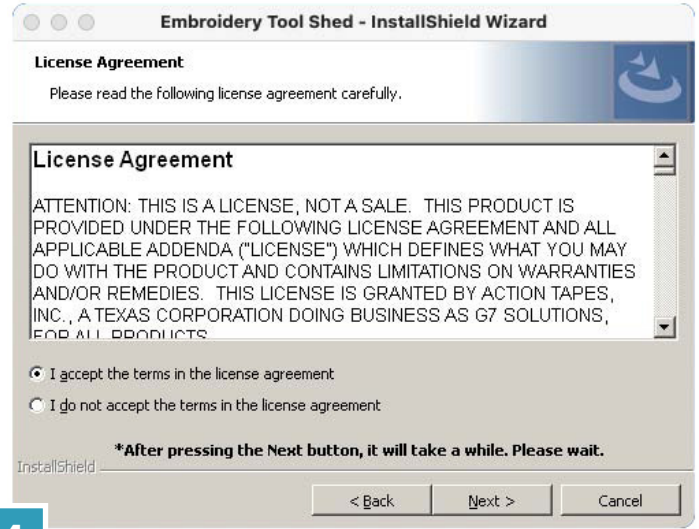 Embroidery Tool Shed - InstallShield Wizard
License Agreement
Please read the following license agreement carefully.
License Agreement
ATTENTION: THIS IS A LICENSE, NOT A SALE. THIS PRODUCT IS
PROVIDED UNDER THE FOLLOWING LICENSE AGREEMENT AND ALL
APPLICABLE ADDENDA ("LICENSE") WHICH DEFINES WHAT YOU MAY
DO WITH THE PRODUCT AND CONTAINS LIMITATIONS ON WARRANTIES
AND/OR REMEDIES. THIS LICENSE IS GRANTED BY ACTION TAPES,
INC., A TEXAS CORPORATION DOING BUSINESS AS G7 SOLUTIONS,
FOR ALL PRODUCTS
I accept the terms in the license agreement
I do not accept the terms in the license agreement
*After pressing the Next button, it will take a while. Please wait.
InstallShield
< Back Next > Cancel